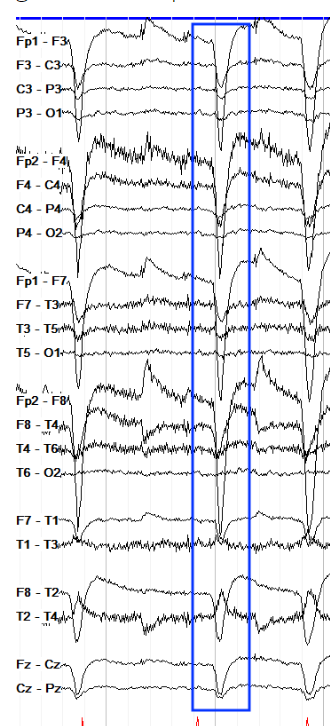 Fp1 - F3
F3 - C3
C3 - P3
P3 - O1
Fp2 - F4
F4 - C4
C4 - P4
P4 - O2
Fp1 - F7
F7 - T3
T3 - T5
T5 - O1
Fp2 - F8
F8 - T4
T4 - T6
T6 - O2
F7 - T1
T1 - T3
F8 - T2
T2 - T4
Fz - Cz
Cz - Pz